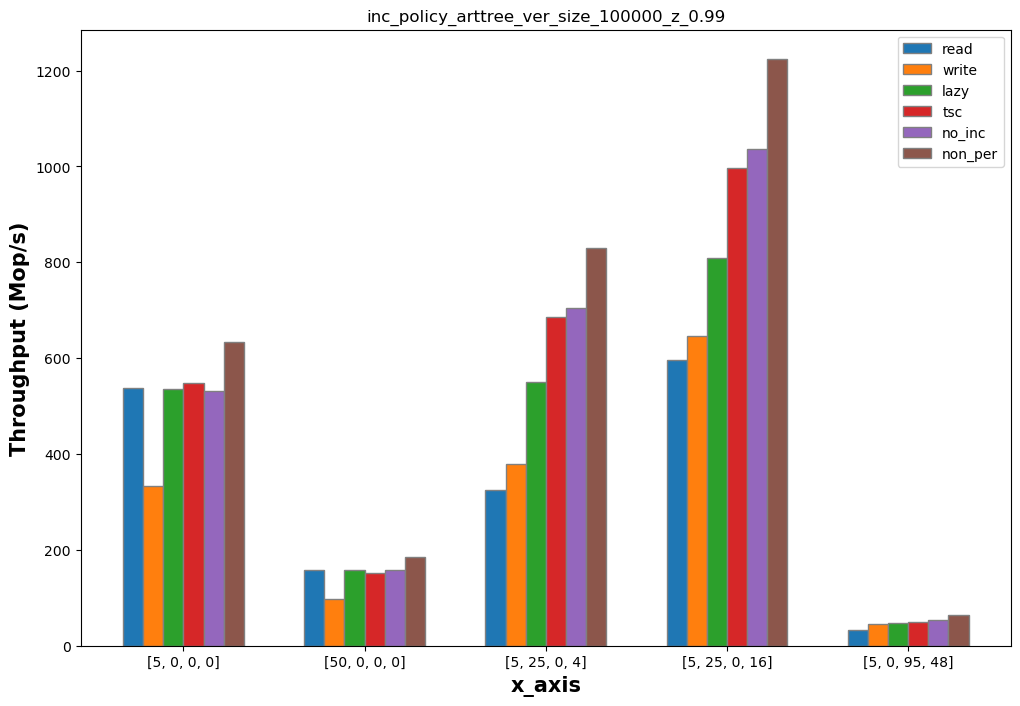 inc_policy_arttree_ver_size_100000_z_0.99
read
write
lazy
tsc
no_inc
non_per
Throughput (Mop/s)
1200
1000
800
600
400
200
0
[5, 0, 0, 0]
[50, 0, 0, 0]
[5, 25, 0, 4]
[5, 25, 0, 16]
[5, 0, 95, 48]
x_axis